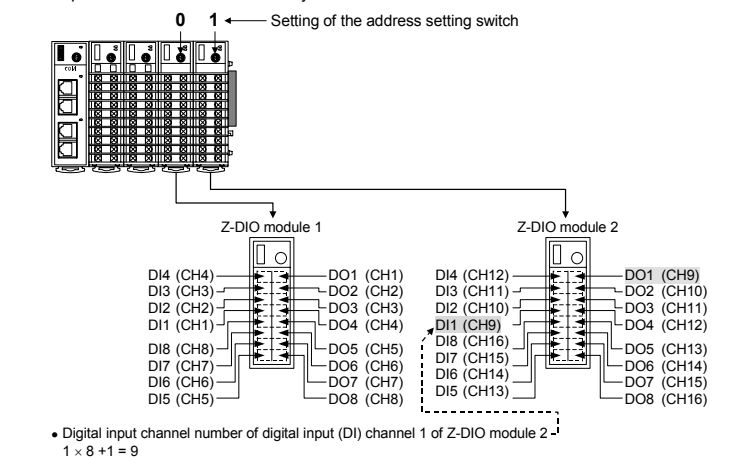 0 1 Setting of the address setting switch
COM
Z-DIO module 1
DI4 (CH4) DO1 (CH1)
DI3 (CH3) DO2 (CH2)
DI2 (CH2) DO3 (CH3)
DI1 (CH1) DO4 (CH4)
DI8 (CH8) DO5 (CH5)
DI7 (CH7) DO6 (CH6)
DI6 (CH6) DO7 (CH7)
DI5 (CH5) DO8 (CH8)
Z-DIO module 2
DI4 (CH12) DO1 (CH9)
DI3 (CH11) DO2 (CH10)
DI2 (CH10) DO3 (CH11)
DI1 (CH9) DO4 (CH12)
DI8 (CH16) DO5 (CH13)
DI7 (CH15) DO6 (CH14)
DI6 (CH14) DO7 (CH15)
DI5 (CH13) DO8 (CH16)
• Digital input channel number of digital input (DI) channel 1 of Z-DIO module 2
1 × 8 +1 = 9